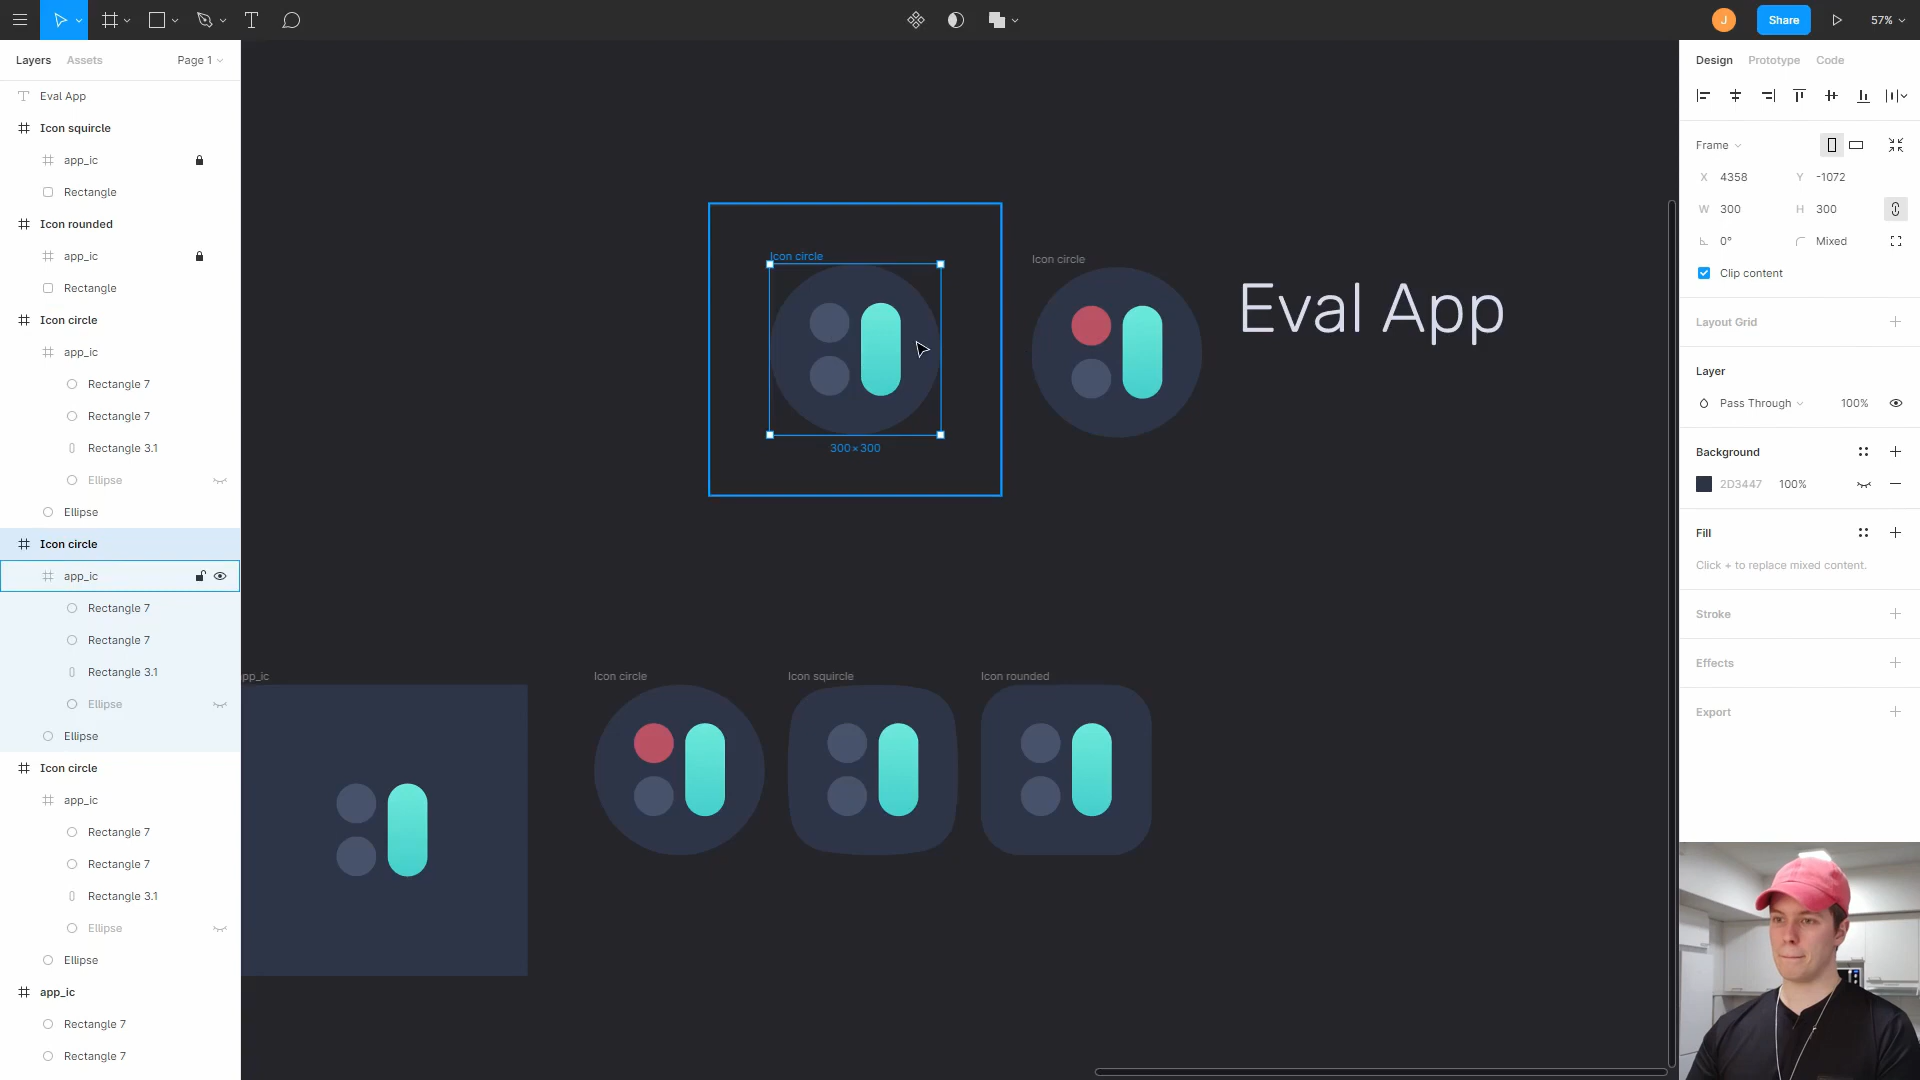 J
Share
57%
Layers
Assets
Page 1
Eval App
Icon squircle
app_ic
Rectangle
Icon rounded
app_ic
Rectangle
Icon circle
app_ic
Rectangle 7
Rectangle 7
Rectangle 3.1
Ellipse
Ellipse
Icon circle
app_ic
Rectangle 7
Rectangle 7
Rectangle 3.1
Ellipse
Ellipse
Icon circle
app_ic
Rectangle 7
Rectangle 7
Rectangle 3.1
Ellipse
Ellipse
app_ic
Rectangle 7
Rectangle 7
Icon circle
300×300
Icon circle
Eval App
app_ic
Icon circle
Icon squircle
Icon rounded
Design
Prototype
Code
Frame
X 4358
Y -1072
W 300
H 300
0°
Mixed
Clip content
Layout Grid
Layer
Pass Through
100%
Background
2D3447
100%
Fill
Click + to replace mixed content.
Stroke
Effects
Export